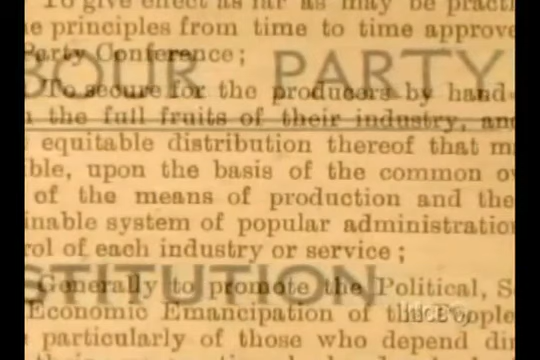 To give effect as far as may be practi
e principles from time to time approve
Party Conference;
BOUR PARTY
To secure for the producers by hand
the full fruits of their industry, and
equitable distribution thereof that m
ble, upon the basis of the common o
of the means of production and the
inable system of popular administration
rol of each industry or service;
STITUTION
Generally to promote the Political, S
Economic Emancipation of the People
particularly of those who depend di